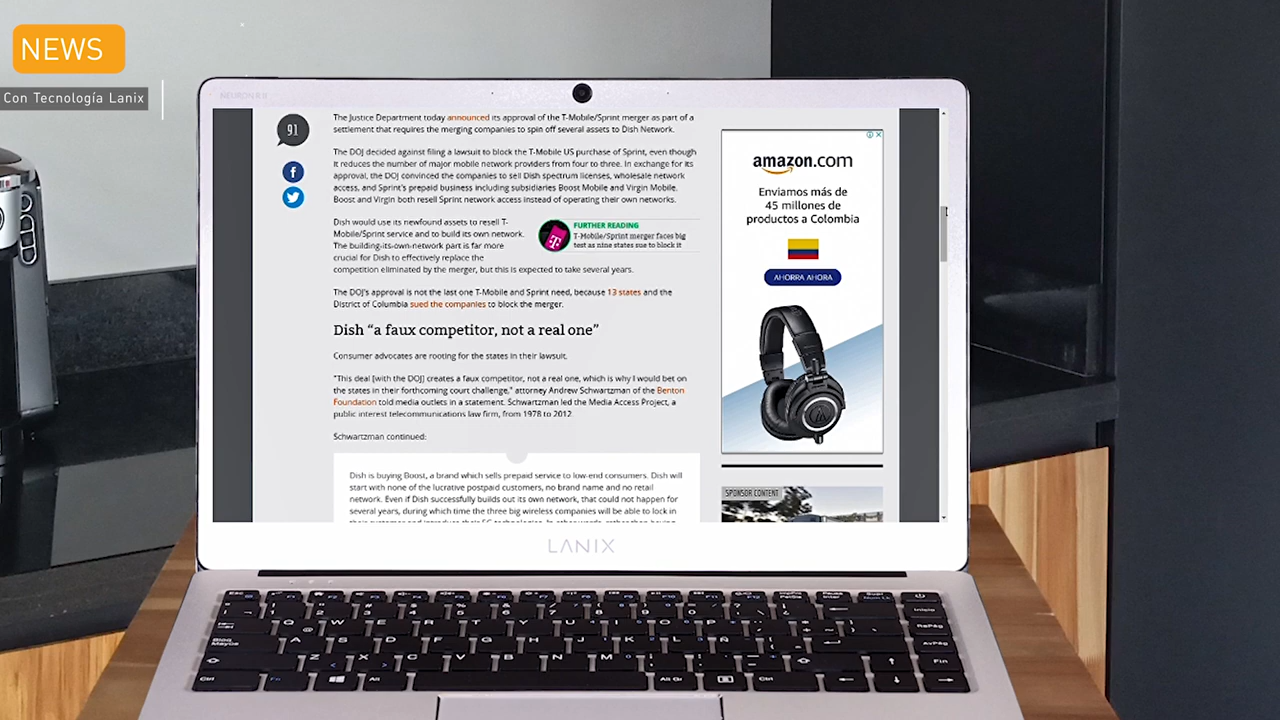 NEWS
Con Tecnología Lanix
91
The Justice Department today announced its approval of the T-Mobile/Sprint merger as part of a
settlement that requires the merging companies to spin off several assets to Dish Network.
The DOJ decided against filing a lawsuit to block the T-Mobile US purchase of Sprint, even though
it reduces the number of major mobile network providers from four to three. In exchange for its
approval, the DOJ convinced the companies to sell Dish spectrum licenses, wholesale network
access, and Sprint's prepaid business including subsidiaries Boost Mobile and Virgin Mobile.
Boost and Virgin both resell Sprint network access instead of operating their own networks.
Dish would use its newfound assets to resell T-
Mobile/Sprint service and to build its own network.
The building-its-own-network part is far more
crucial for Dish to effectively replace the
competition eliminated by the merger, but this is expected to take several years.
FURTHER READING
T-Mobile/Sprint merger faces big
test as nine states sue to block it
The DOJ's approval is not the last one T-Mobile and Sprint need, because 13 states and the
District of Columbia sued the companies to block the merger.
Dish “a faux competitor, not a real one”
Consumer advocates are rooting for the states in their lawsuit.
"This deal [with the DOJ] creates a faux competitor, not a real one, which is why I would bet on
the states in their forthcoming court challenge," attorney Andrew Schwartzman of the Benton
Foundation told media outlets in a statement. Schwartzman led the Media Access Project, a
public interest telecommunications law firm, from 1978 to 2012.
Schwartzman continued:
Dish is buying Boost, a brand which sells prepaid service to low-end consumers. Dish will
start with none of the lucrative postpaid customers, no brand name and no retail
network. Even if Dish successfully builds out its own network, that could not happen for
several years, during which time the three big wireless companies will be able to lock in
amazon.com
Enviamos más de
45 millones de
productos a Colombia
AHORRA AHORA
SPONSOR CONTENT
LANIX
Q W E R T Y U I O P
Bloq
Mayús
A S D F G H J K L Ñ
Z X C V B N M
Ctrl
Fn
Alt
Alt Gr
Ctrl
Inicio
RePág
AvPág
Fin